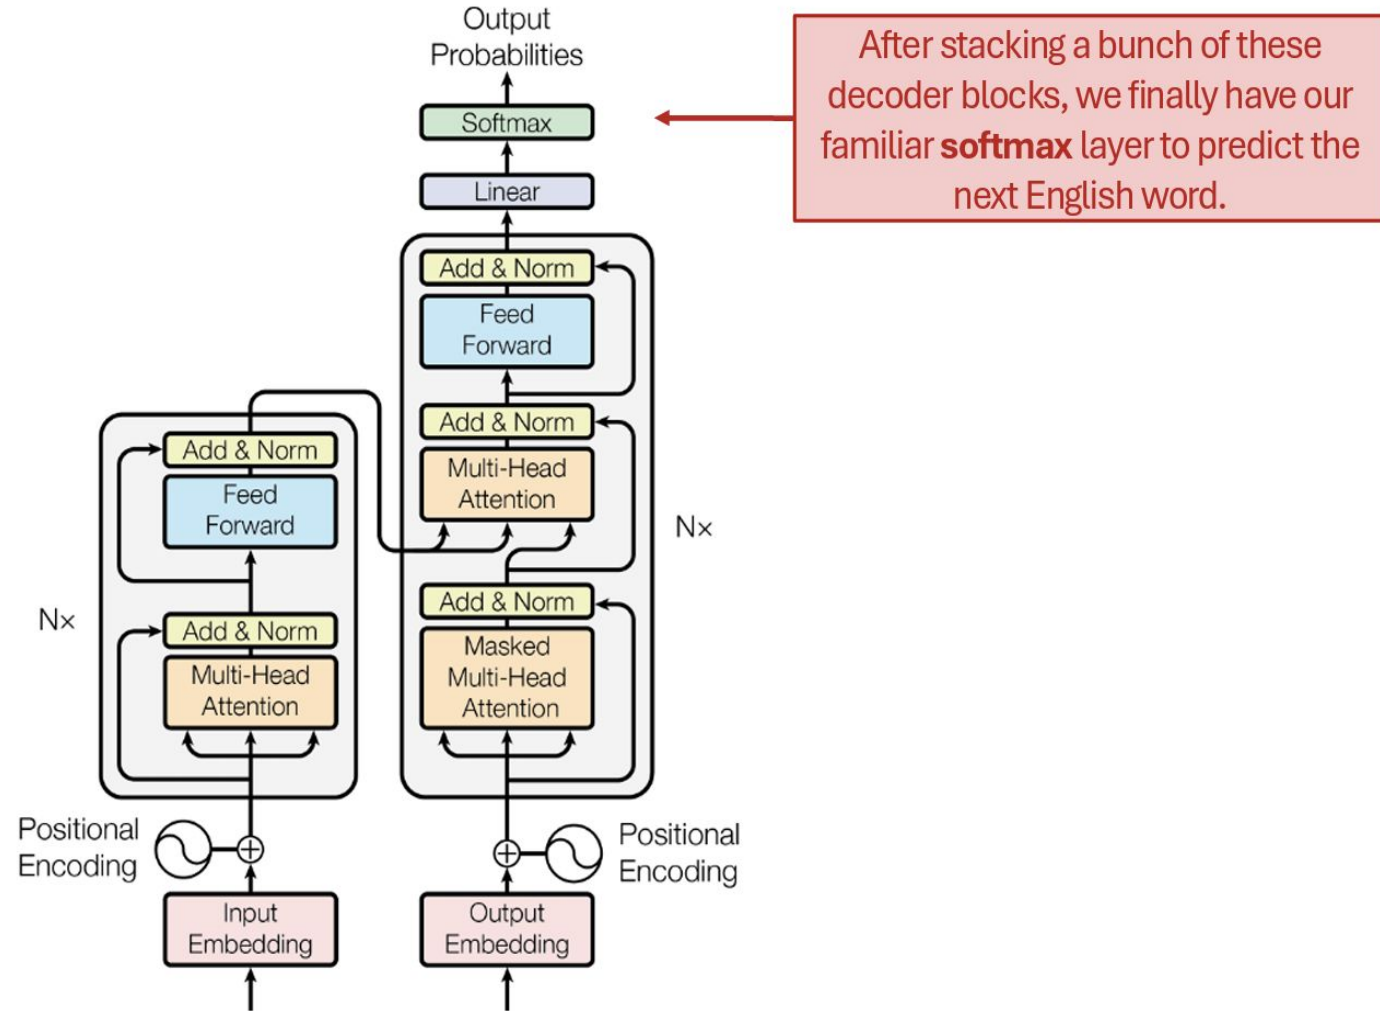 Output
Probabilities
Softmax
Linear
Add & Norm
Feed
Forward
Add & Norm
Multi-Head
Attention
Nx
Add & Norm
Masked
Multi-Head
Attention
Positional
Encoding
Output
Embedding
Add & Norm
Feed
Forward
Nx
Add & Norm
Multi-Head
Attention
Positional
Encoding
Input
Embedding
After stacking a bunch of these
decoder blocks, we finally have our
familiar softmax layer to predict the
next English word.